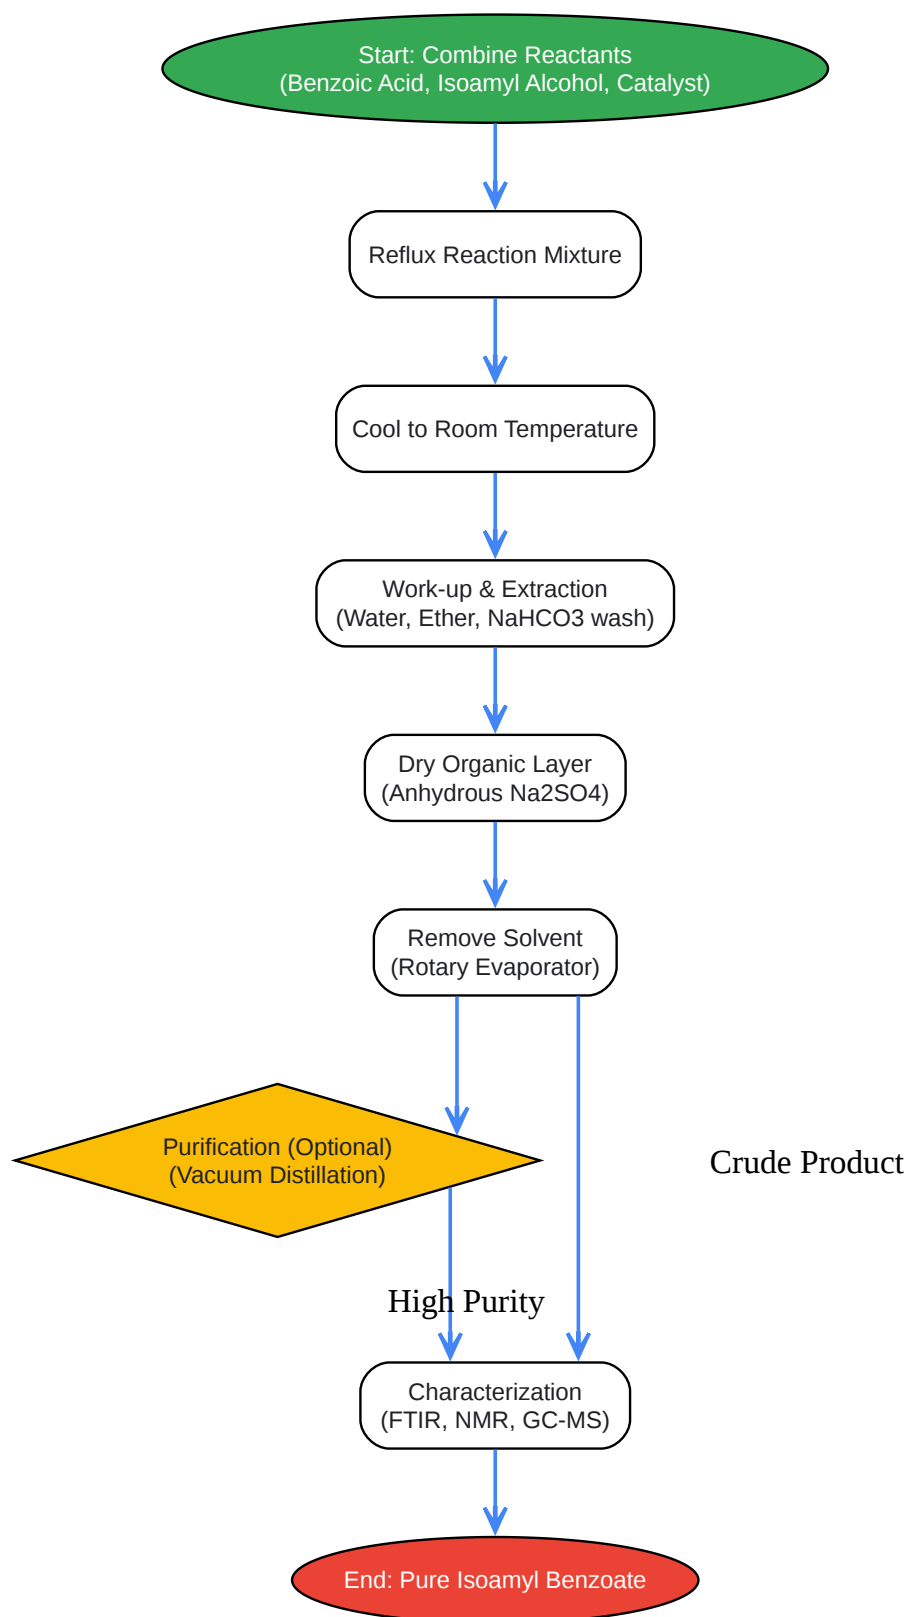 Start: Combine Reactants
(Benzoic Acid, Isoamyl Alcohol, Catalyst)
Reflux Reaction Mixture
Cool to Room Temperature
Work-up & Extraction
(Water, Ether, NaHCO3 wash)
Dry Organic Layer
(Anhydrous Na2SO4)
Remove Solvent
(Rotary Evaporator)
Purification (Optional)
(Vacuum Distillation)
Crude Product
High Purity
Characterization
(FTIR, NMR, GC-MS)
End: Pure Isoamyl Benzoate